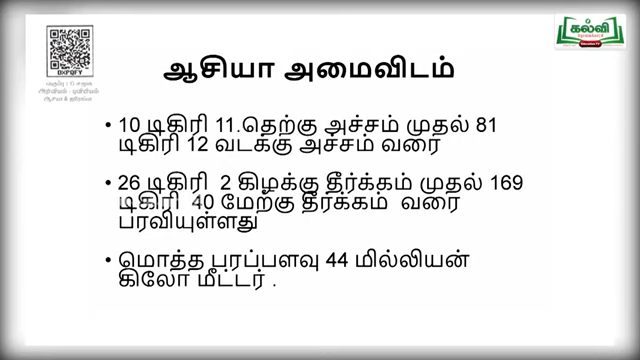 கல்வி
DXFQFY
ஆசியா அமைவிடம்
• 10 டிகிரி 11.தெற்கு அச்சம் முதல் 81
டிகிரி 12 வடக்கு அச்சம் வரை
• 26 டிகிரி 2 கிழக்கு தீர்க்கம் முதல் 169
டிகிரி 40 மேற்கு தீர்க்கம் வரை
பரவியுள்ளது
• மொத்த பரப்பளவு 44 மில்லியன்
கிலோ மீட்டர் .